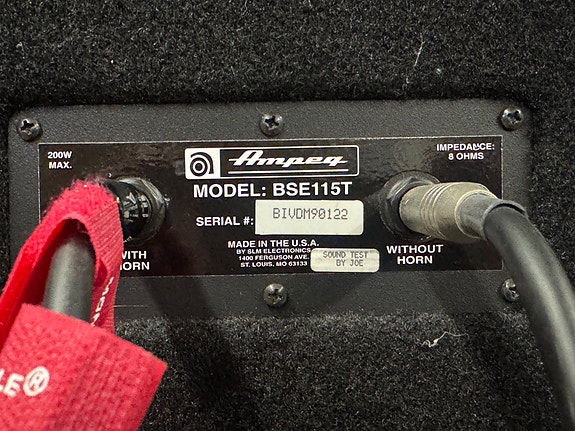 200W
MAX.
Ampeg
IMPEDANCE:
8 OHMS
MODEL: BSE115T
SERIAL #: BIVDM90122
MADE IN THE U.S.A.
BY SLM ELECTRONICS
1400 FERGUSON AVE.
ST. LOUIS, MO 63133
SOUND TEST
BY JOE
WITH
HORN
WITHOUT
HORN
LE®